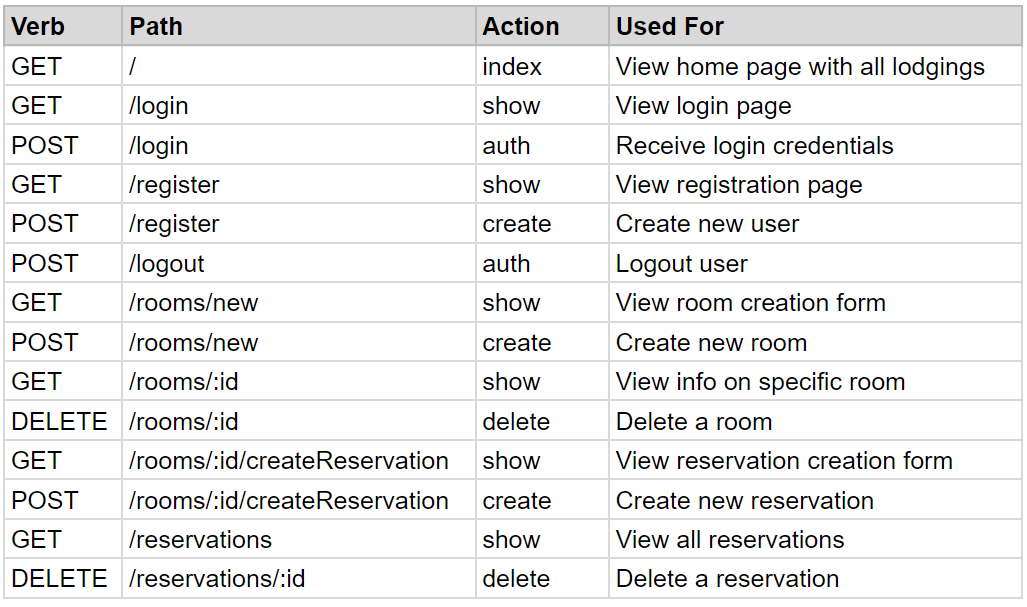 Verb Path Action Used For
GET / index View home page with all lodgings
GET /login show View login page
POST /login auth Receive login credentials
GET /register show View registration page
POST /register create Create new user
POST /logout auth Logout user
GET /rooms/new show View room creation form
POST /rooms/new create Create new room
GET /rooms/:id show View info on specific room
DELETE /rooms/:id delete Delete a room
GET /rooms/:id/createReservation show View reservation creation form
POST /rooms/:id/createReservation create Create new reservation
GET /reservations show View all reservations
DELETE /reservations/:id delete Delete a reservation